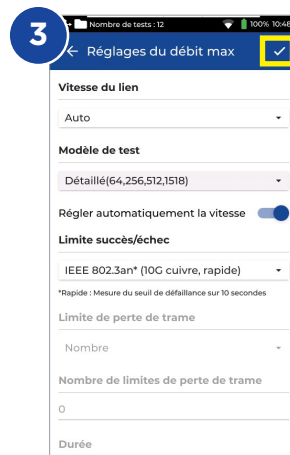 3
Nombre de tests : 12
100% 10:48
Réglages du débit max
Vitesse du lien
Auto
Modèle de test
Détaillé(64,256,512,1518)
Régler automatiquement la vitesse
Limite succès/échec
IEEE 802.3an* (10G cuivre, rapide)
*Rapide : Mesure du seuil de défaillance sur 10 secondes
Limite de perte de trame
Nombre
Nombre de limites de perte de trame
0
Durée